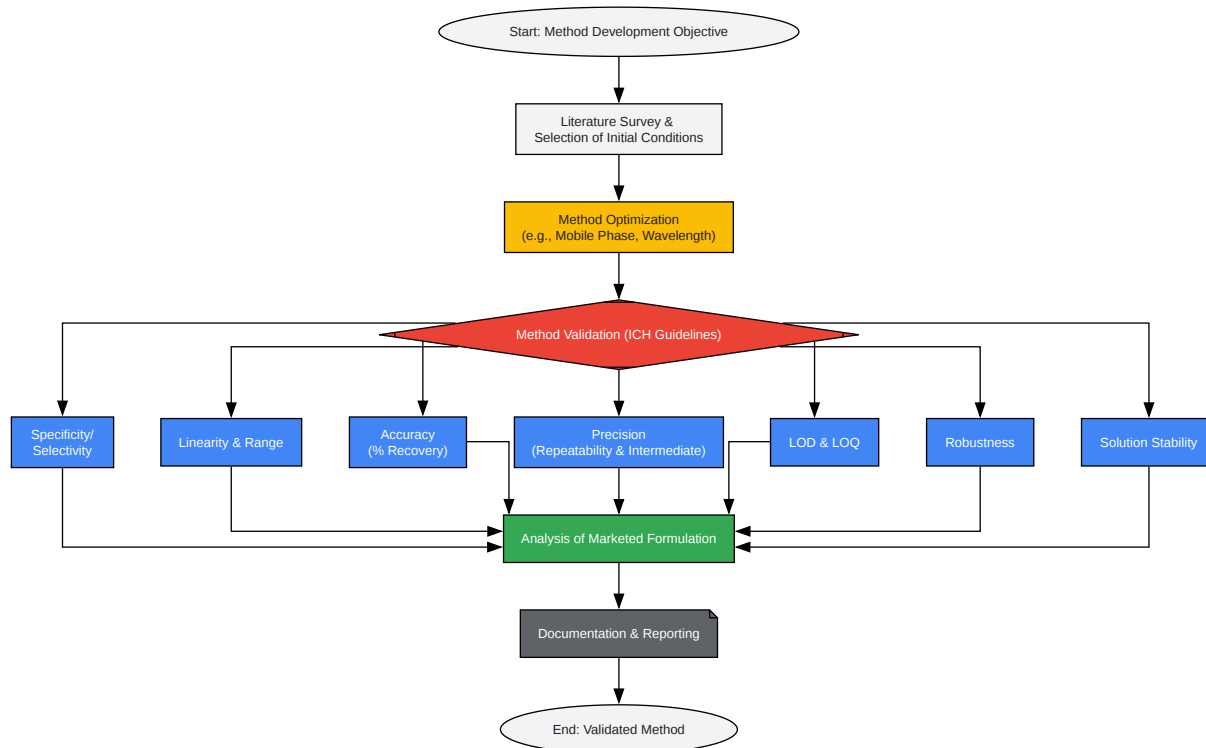 Start: Method Development Objective
Literature Survey &
Selection of Initial Conditions
Method Optimization
(e.g., Mobile Phase, Wavelength)
Method Validation (ICH Guidelines)
Specificity/
Selectivity
Linearity & Range
Accuracy
(% Recovery)
Precision
(Repeatability & Intermediate)
LOD & LOQ
Robustness
Solution Stability
Analysis of Marketed Formulation
Documentation & Reporting
End: Validated Method